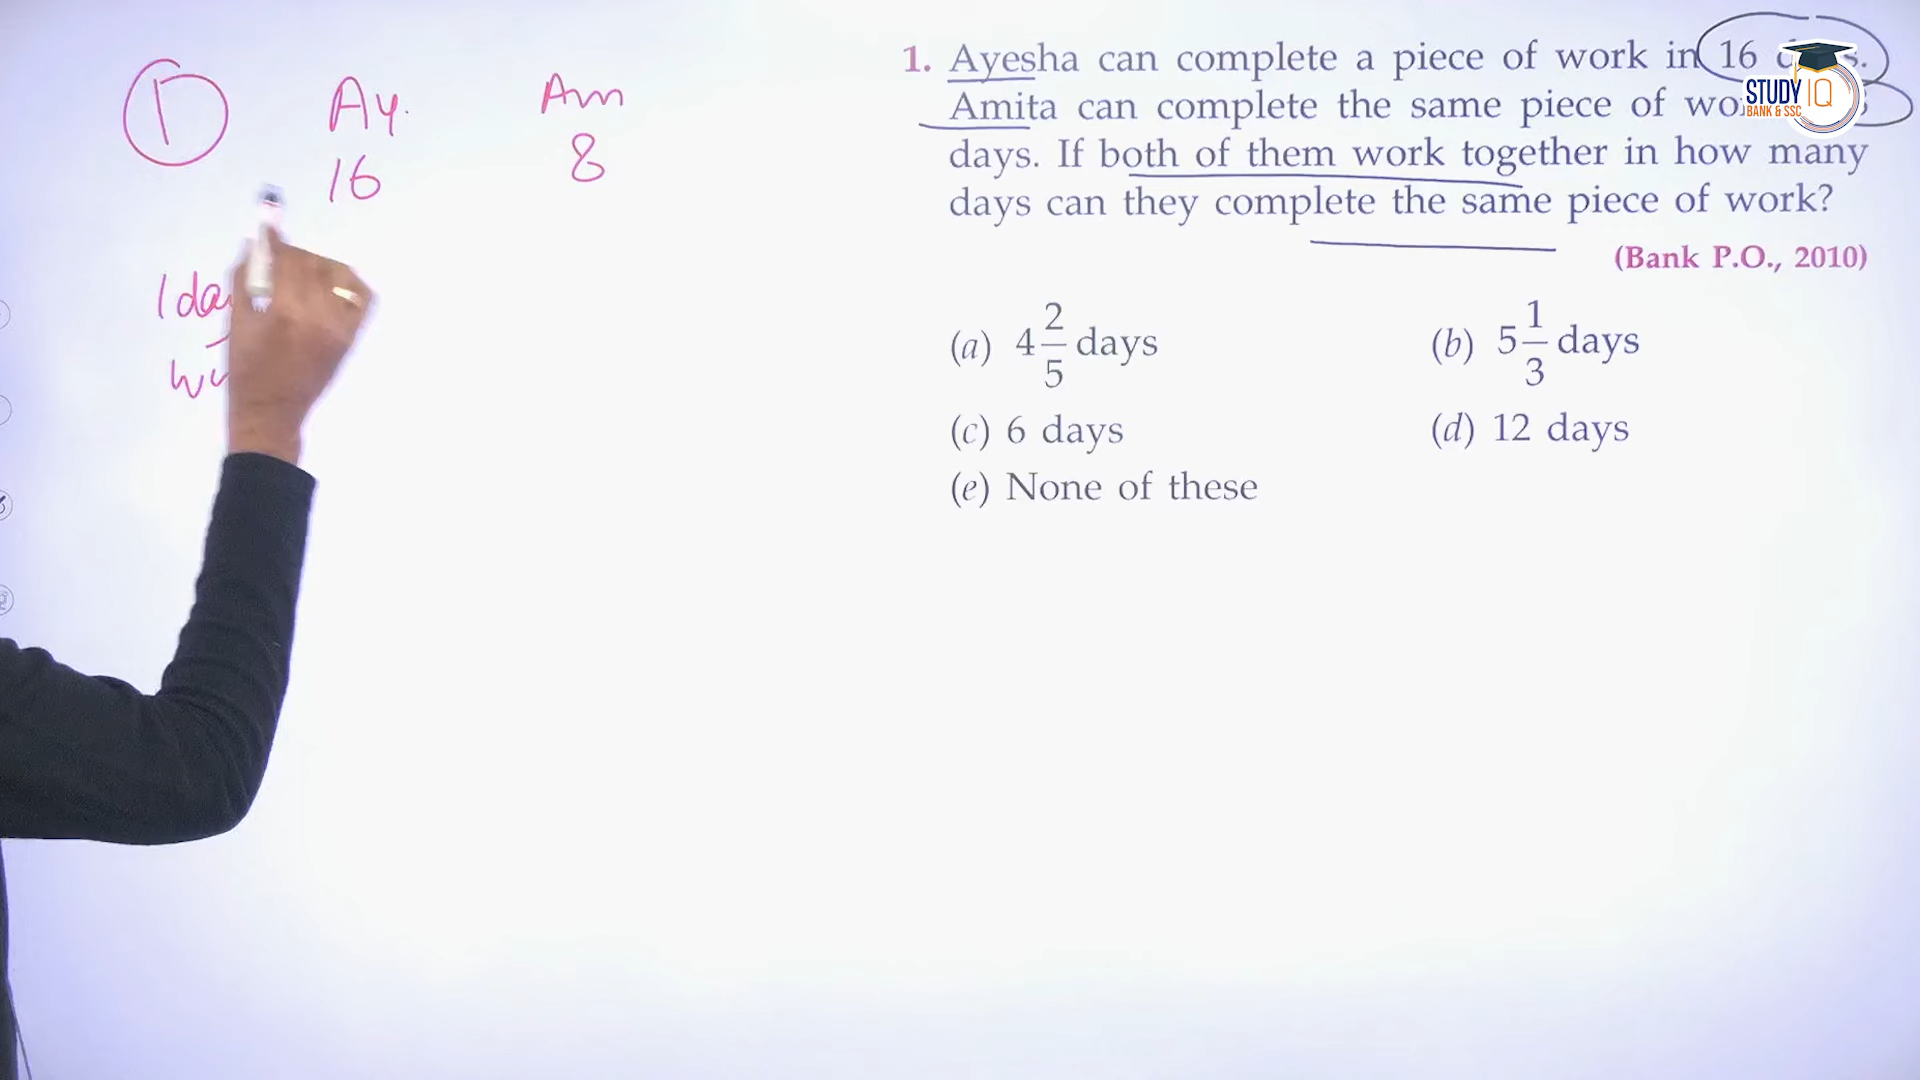 1
Ay.
Am
16
8
1 day
1. Ayesha can complete a piece of work in 16
Amita can complete the same piece of
days. If both of them work together in how many
days can they complete the same piece of work?
(Bank P.O., 2010)
(a) 4 2/5 days
(b) 5 1/3 days
(c) 6 days
(d) 12 days
(e) None of these
STUDY IQ
BANK & SSC